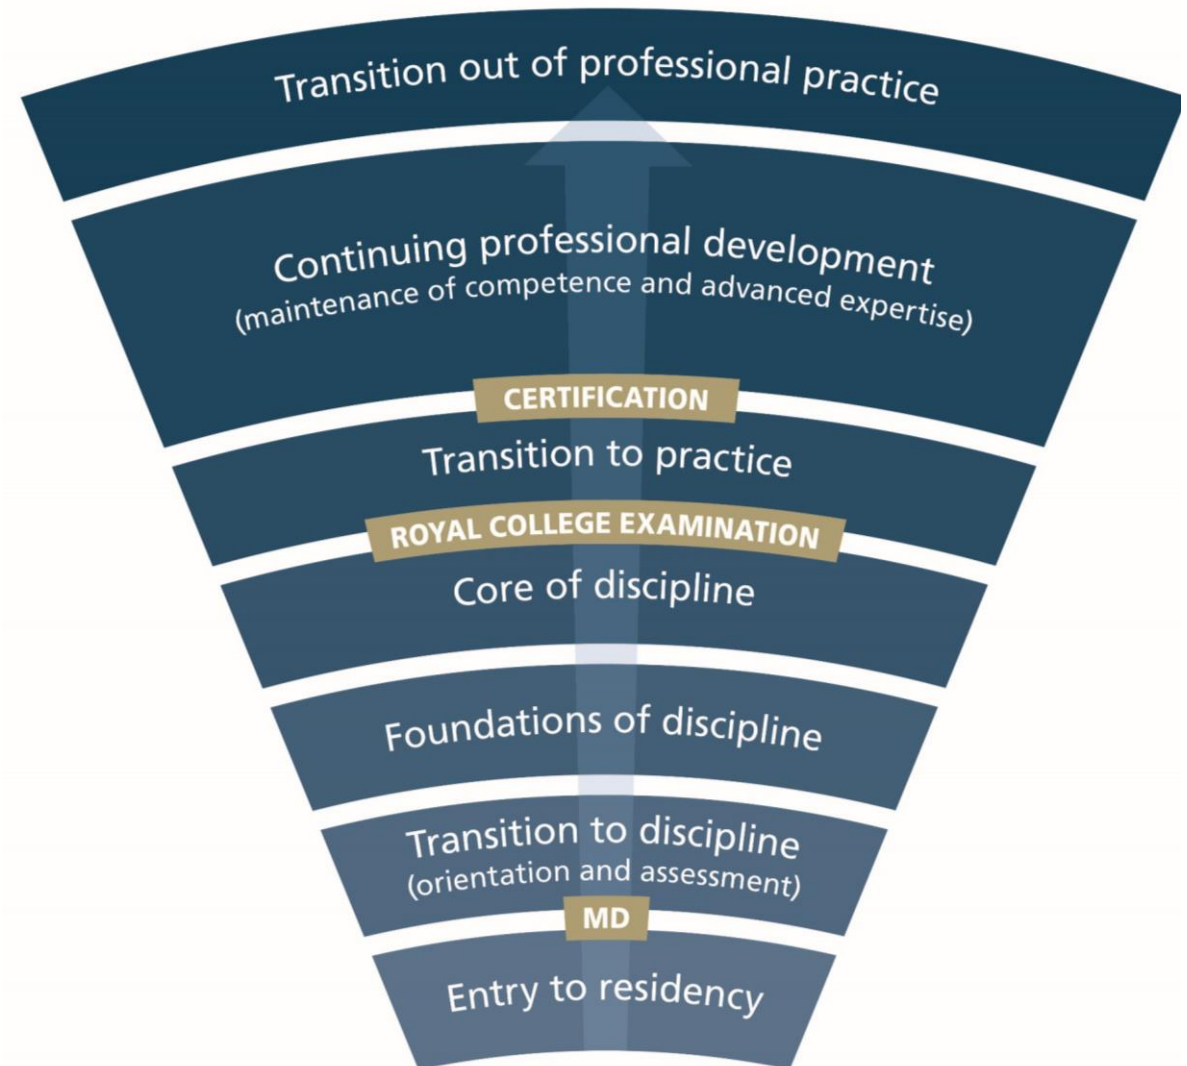 Transition out of professional practice
Continuing professional development
(maintenance of competence and advanced expertise)
CERTIFICATION
Transition to practice
ROYAL COLLEGE EXAMINATION
Core of discipline
Foundations of discipline
Transition to discipline
(orientation and assessment)
MD
Entry to residency